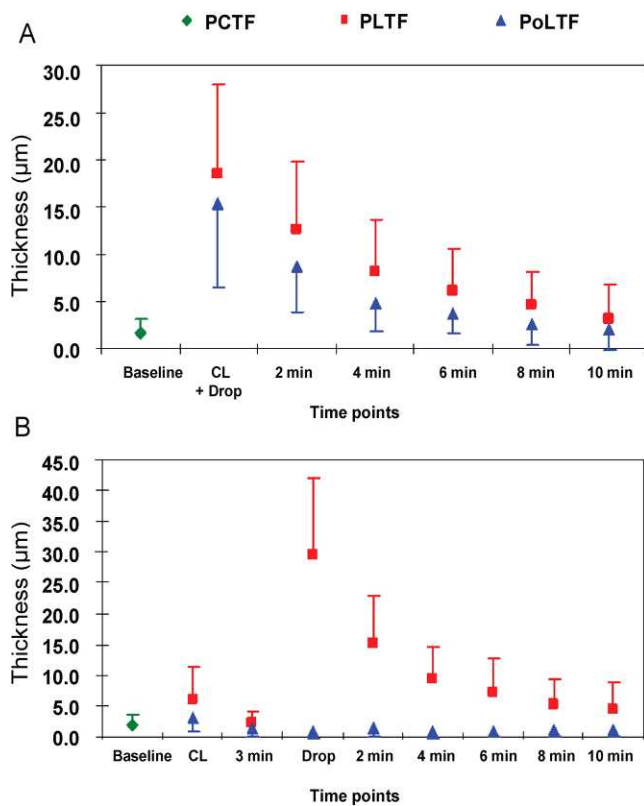 A
PCTF PLTF PoLTF
30.0
25.0
20.0
15.0
10.0
5.0
0.0
Thickness (µm)
Baseline CL + Drop 2 min 4 min 6 min 8 min 10 min
Time points
B
45.0
40.0
35.0
30.0
25.0
20.0
15.0
10.0
5.0
0.0
Thickness (µm)
Baseline CL 3 min Drop 2 min 4 min 6 min 8 min 10 min
Time points